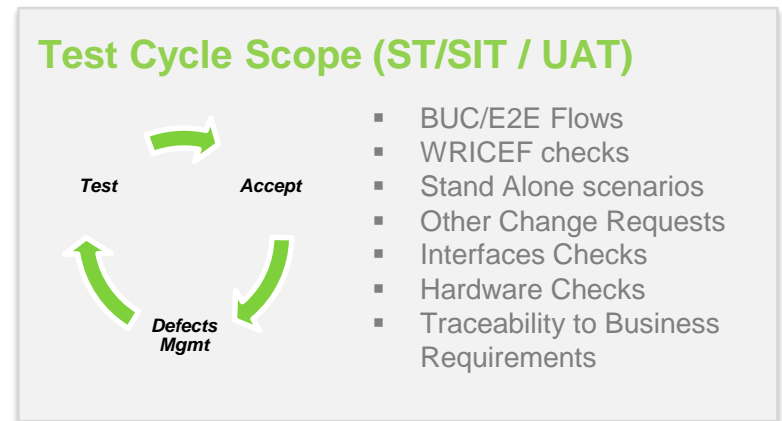 Test Cycle Scope (ST/SIT / UAT)
Test
Accept
Defects
Mgmt
▪ BUC/E2E Flows
▪ WRICEF checks
▪ Stand Alone scenarios
▪ Other Change Requests
▪ Interfaces Checks
▪ Hardware Checks
▪ Traceability to Business
Requirements